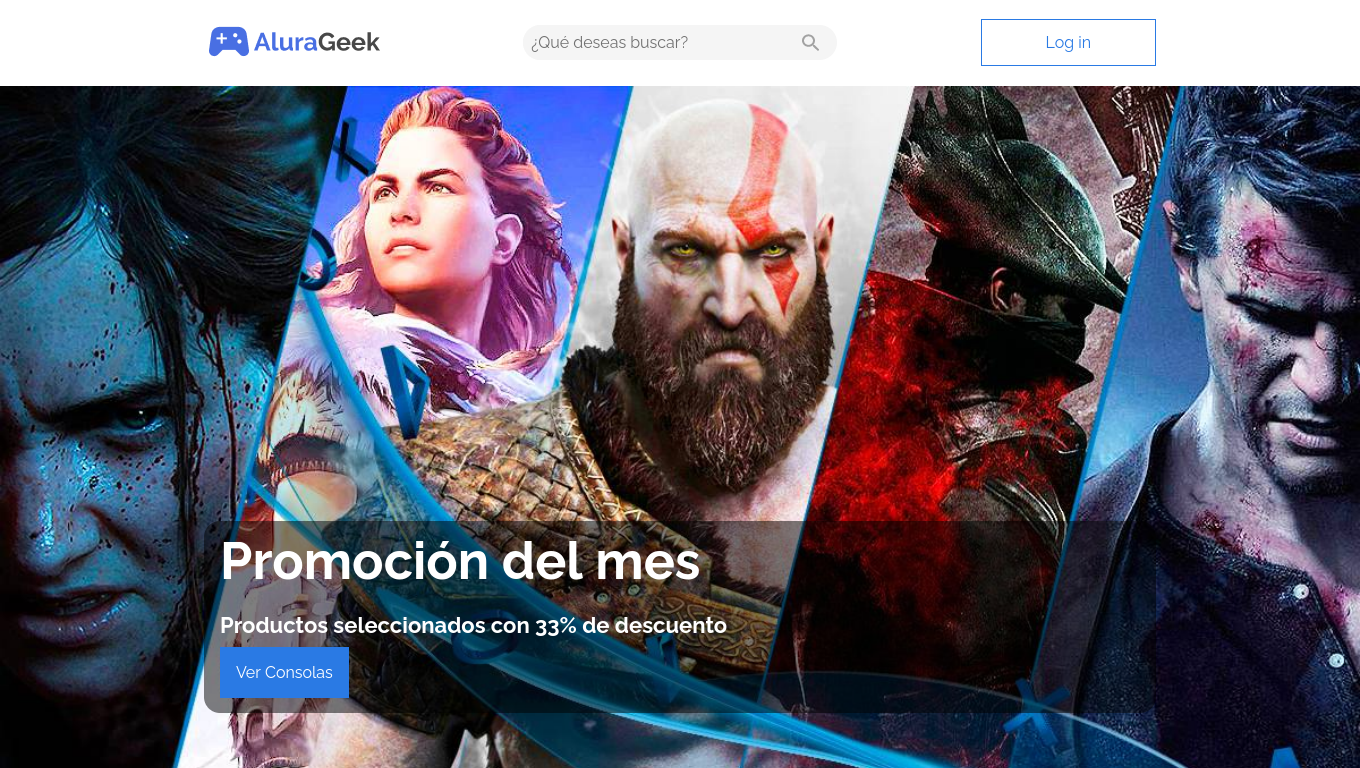 AluraGeek
¿Qué deseas buscar?
Log in
Promoción del mes
Productos seleccionados con 33% de descuento
Ver Consolas